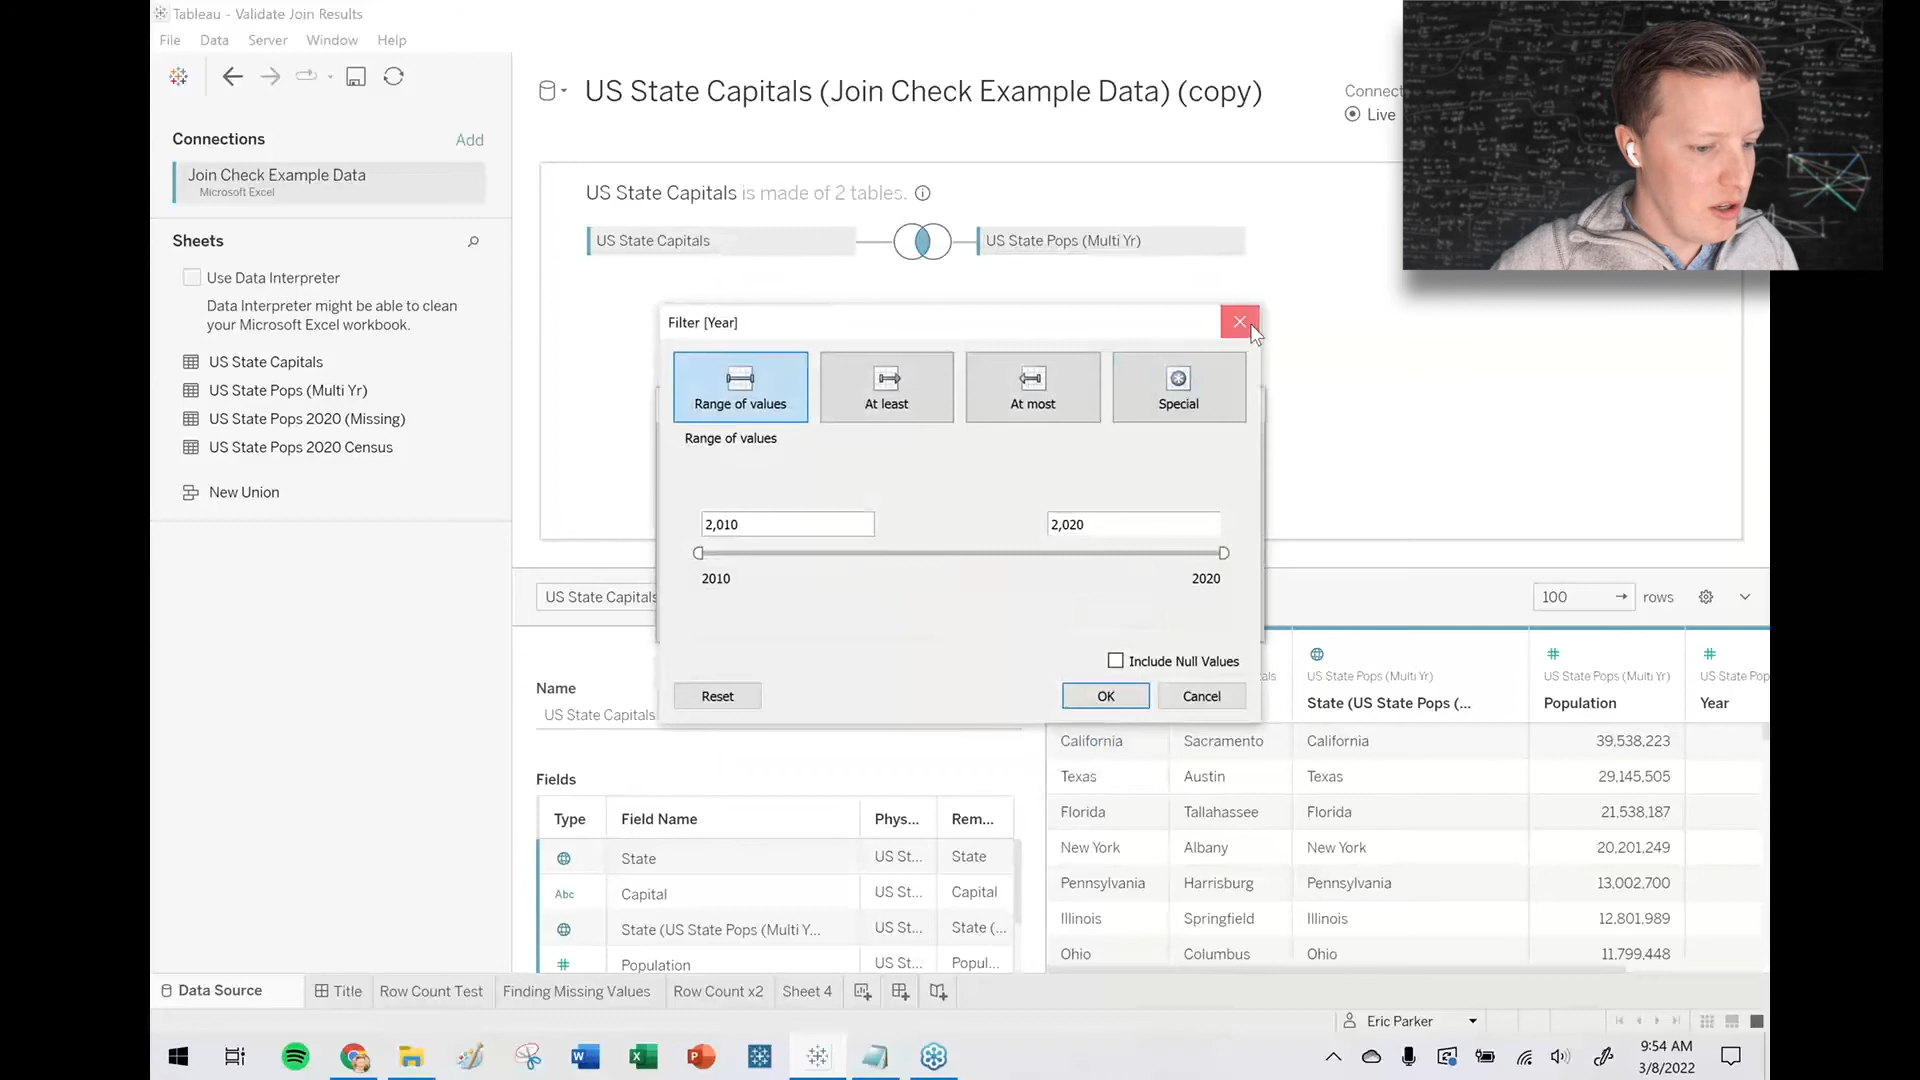 Tableau - Validate Join Results
File Data Server Window Help
US State Capitals (Join Check Example Data) (copy)
Connect
Live
Connections Add
Join Check Example Data
Microsoft Excel
Sheets
Use Data Interpreter
Data Interpreter might be able to clean
your Microsoft Excel workbook.
US State Capitals
US State Pops (Multi Yr)
US State Pops 2020 (Missing)
US State Pops 2020 Census
New Union
US State Capitals is made of 2 tables.
US State Capitals US State Pops (Multi Yr)
Filter [Year]
Range of values At least At most Special
Range of values
2,010 2,020
2010 2020
Include Null Values
Reset OK Cancel
US State Capitals
100 rows
Name
US State Capitals
Fields
Type Field Name Phys... Rem...
State US St... State
Abc Capital US St... Capital
State (US State Pops (Multi Y... US St... State (...
Population US St... Popul...
US State Pops (Multi Yr) US State Pops (Multi Yr) US State Pop
State (US State Pops (... Population Year
California Sacramento California 39,538,223
Texas Austin Texas 29,145,505
Florida Tallahassee Florida 21,538,187
New York Albany New York 20,201,249
Pennsylvania Harrisburg Pennsylvania 13,002,700
Illinois Springfield Illinois 12,801,989
Ohio Columbus Ohio 11,799,448
Data Source Title Row Count Test Finding Missing Values Row Count x2 Sheet 4
Eric Parker
9:54 AM
3/8/2022